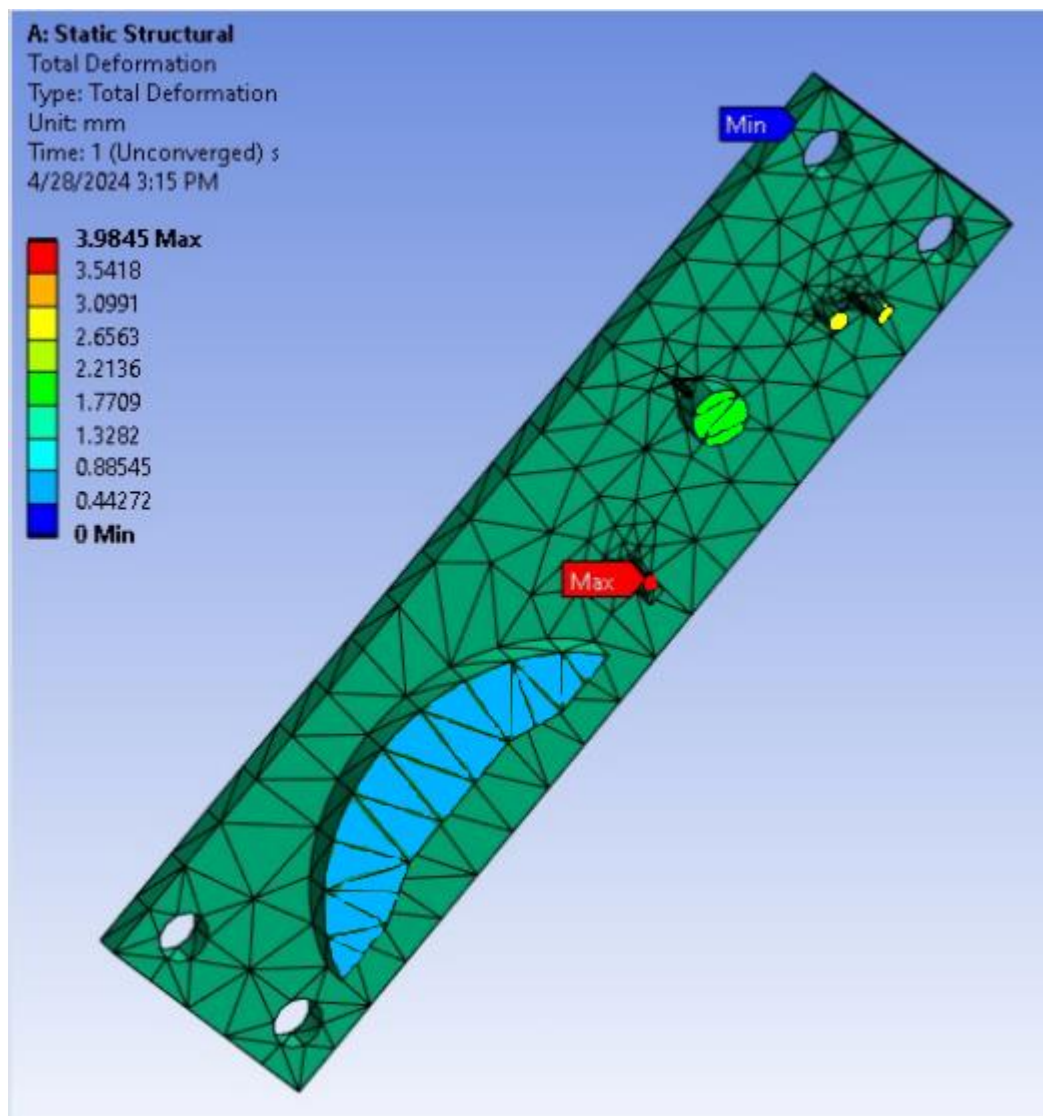 A: Static Structural
Total Deformation
Type: Total Deformation
Unit: mm
Time: 1 (Unconverged) s
4/28/2024 3:15 PM
3.9845 Max
3.5418
3.0991
2.6563
2.2136
1.7709
1.3282
0.88545
0.44272
0 Min
Min
Max